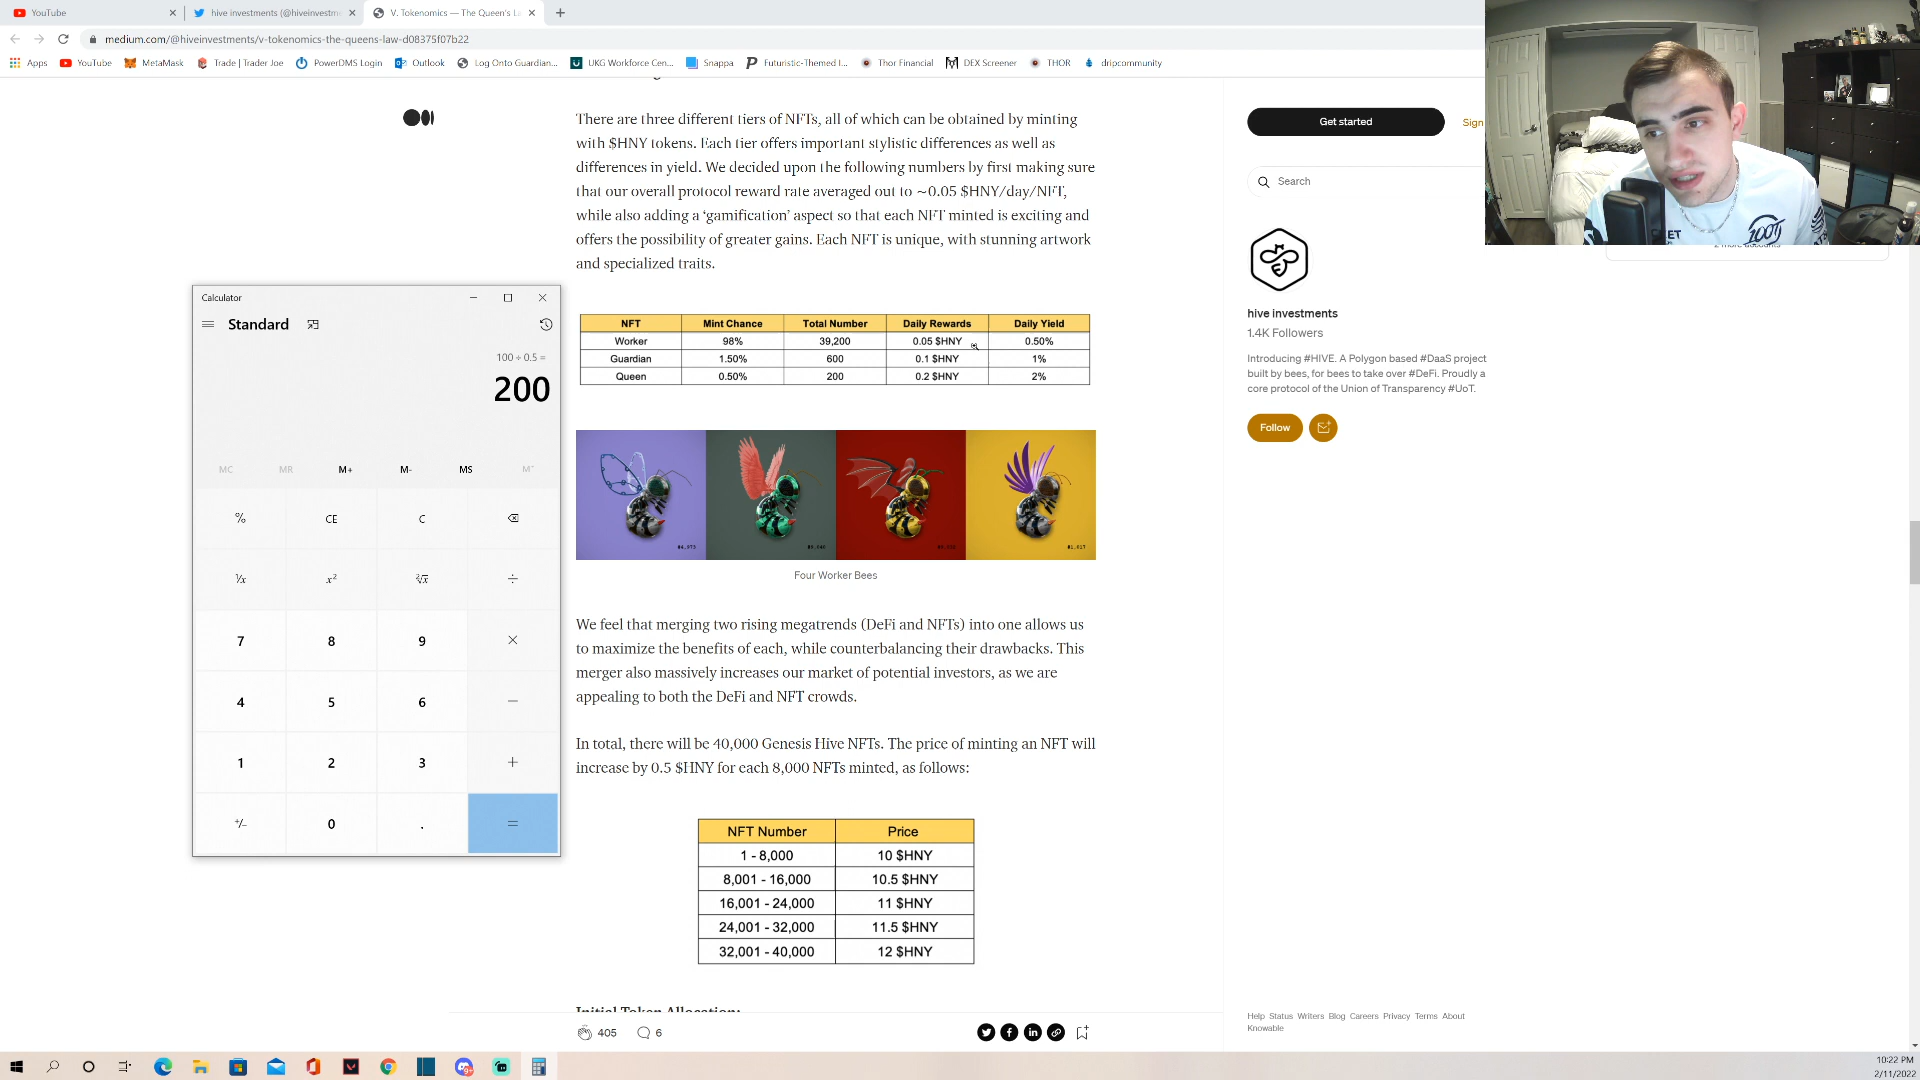 YouTube
hive investments (@hiveinvestm
V. Tokenomics — The Queen's La
medium.com/@hiveinvestments/v-tokenomics-the-queens-law-d08375f07b22
Apps YouTube MetaMask Trade | Trader Joe PowerDMS Login Outlook Log Onto Guardian... UKG Workforce Cen... Snappa Futuristic-Themed I... Thor Financial DEX Screener THOR dripcommunity
There are three different tiers of NFTs, all of which can be obtained by minting
with $HNY tokens. Each tier offers important stylistic differences as well as
differences in yield. We decided upon the following numbers by first making sure
that our overall protocol reward rate averaged out to ~0.05 $HNY/day/NFT,
while also adding a ‘gamification’ aspect so that each NFT minted is exciting and
offers the possibility of greater gains. Each NFT is unique, with stunning artwork
and specialized traits.
NFT Mint Chance Total Number Daily Rewards Daily Yield
Worker 98% 39,200 0.05 $HNY 0.50%
Guardian 1.50% 600 0.1 $HNY 1%
Queen 0.50% 200 0.2 $HNY 2%
#4,973
#1,017
Four Worker Bees
We feel that merging two rising megatrends (DeFi and NFTs) into one allows us
to maximize the benefits of each, while counterbalancing their drawbacks. This
merger also massively increases our market of potential investors, as we are
appealing to both the DeFi and NFT crowds.
In total, there will be 40,000 Genesis Hive NFTs. The price of minting an NFT will
increase by 0.5 $HNY for each 8,000 NFTs minted, as follows:
NFT Number Price
1 - 8,000 10 $HNY
8,001 - 16,000 10.5 $HNY
16,001 - 24,000 11 $HNY
24,001 - 32,000 11.5 $HNY
32,001 - 40,000 12 $HNY
Initial Token Allocation:
405 6
Calculator
Standard
100 ÷ 0.5 =
200
MC MR M+ M- MS M˅
% CE C
¹/x x² ²√x ÷
7 8 9 ×
4 5 6 −
1 2 3 +
+/− 0 . =
Get started
Sign
Search
hive investments
1.4K Followers
Introducing #HIVE. A Polygon based #DaaS project
built by bees, for bees to take over #DeFi. Proudly a
core protocol of the Union of Transparency #UoT.
Follow
Help Status Writers Blog Careers Privacy Terms About
Knowable
100T
10:22 PM
2/11/2022